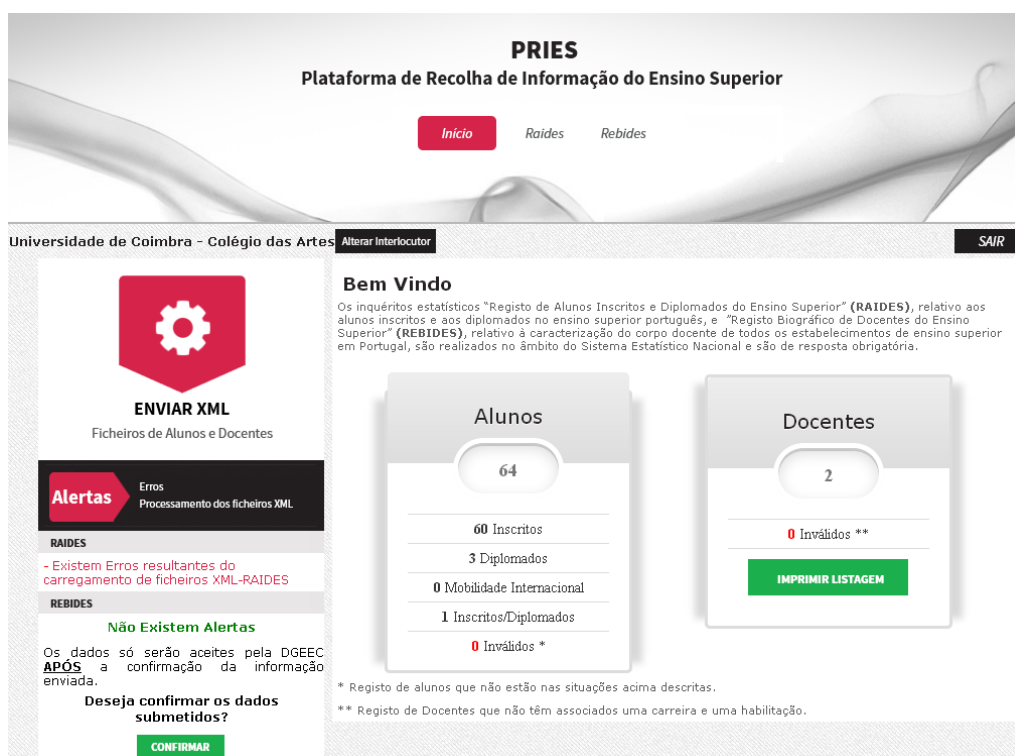 PRIES
Plataforma de Recolha de Informação do Ensino Superior
Início Raides Rebides
Universidade de Coimbra - Colégio das Artes Alterar Interlocutor SAIR
ENVIAR XML
Ficheiros de Alunos e Docentes
Alertas
Erros
Processamento dos ficheiros XML
RAIDES
- Existem Erros resultantes do
carregamento de ficheiros XML-RAIDES
REBIDES
Não Existem Alertas
Os dados só serão aceites pela DGEEC
APÓS a confirmação da informação
enviada.
Deseja confirmar os dados
submetidos?
CONFIRMAR
Bem Vindo
Os inquéritos estatísticos “Registo de Alunos Inscritos e Diplomados do Ensino Superior” (RAIDES), relativo aos
alunos inscritos e aos diplomados no ensino superior português, e ”Registo Biográfico de Docentes do Ensino
Superior” (REBIDES), relativo à caracterização do corpo docente de todos os estabelecimentos de ensino superior
em Portugal, são realizados no âmbito do Sistema Estatístico Nacional e são de resposta obrigatória.
Alunos
64
60 Inscritos
3 Diplomados
0 Mobilidade Internacional
1 Inscritos/Diplomados
0 Inválidos *
Docentes
2
0 Inválidos **
IMPRIMIR LISTAGEM
* Registo de alunos que não estão nas situações acima descritas.
** Registo de Docentes que não têm associados uma carreira e uma habilitação.